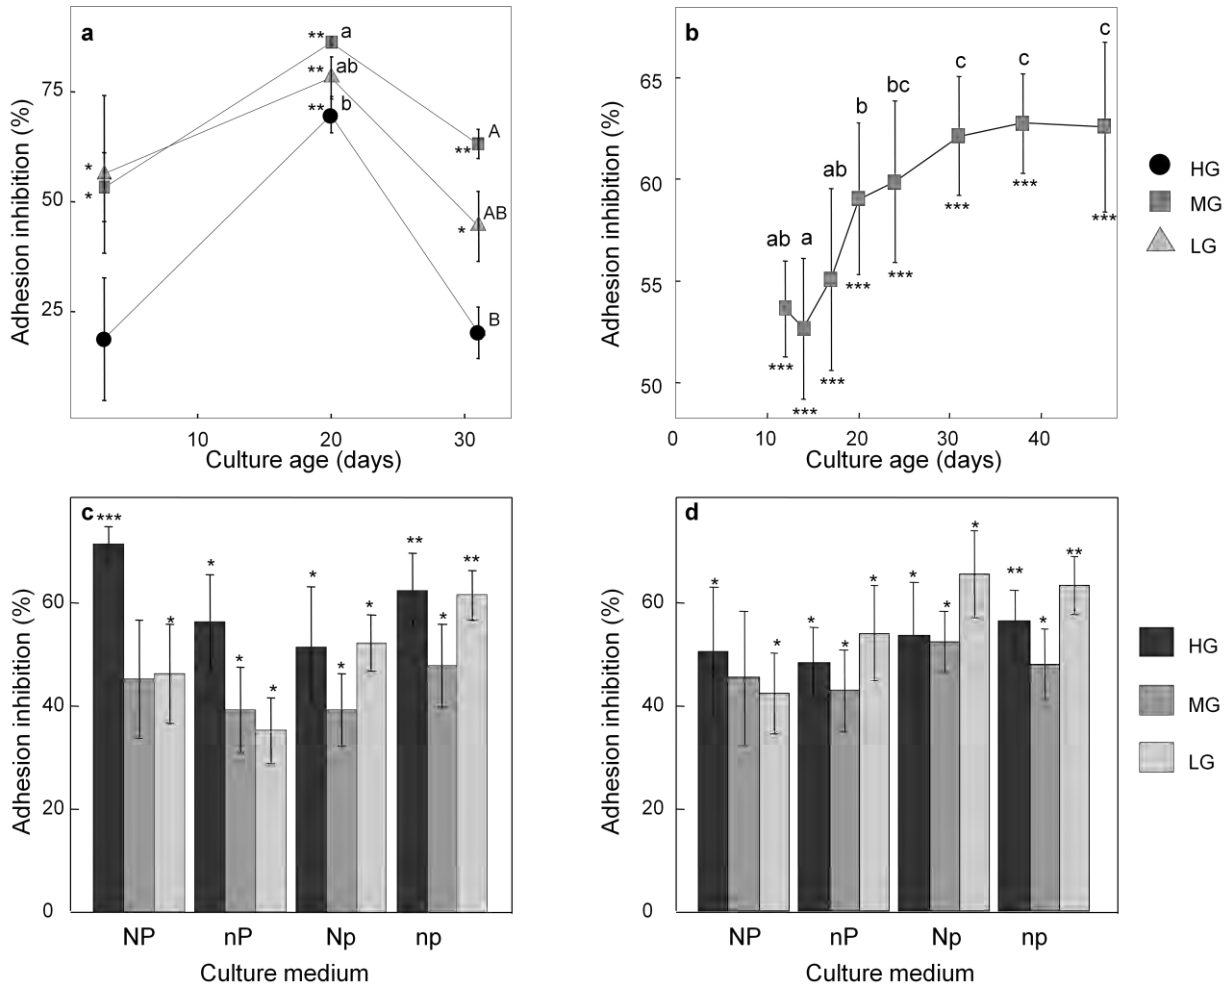 a
Adhesion inhibition (%)
75
50
25
** a
** ab
** b
*
*
A
**
AB
*
B
10 20 30
Culture age (days)
b
Adhesion inhibition (%)
65
60
55
50
ab a ab b bc c c c
*** *** *** *** *** *** *** ***
0 10 20 30 40
Culture age (days)
HG
MG
LG
c
Adhesion inhibition (%)
60
40
20
0
*** * * * * * * * ** * **
NP nP Np np
Culture medium
d
Adhesion inhibition (%)
60
40
20
0
* * * * * * * * ** * **
NP nP Np np
Culture medium
HG
MG
LG